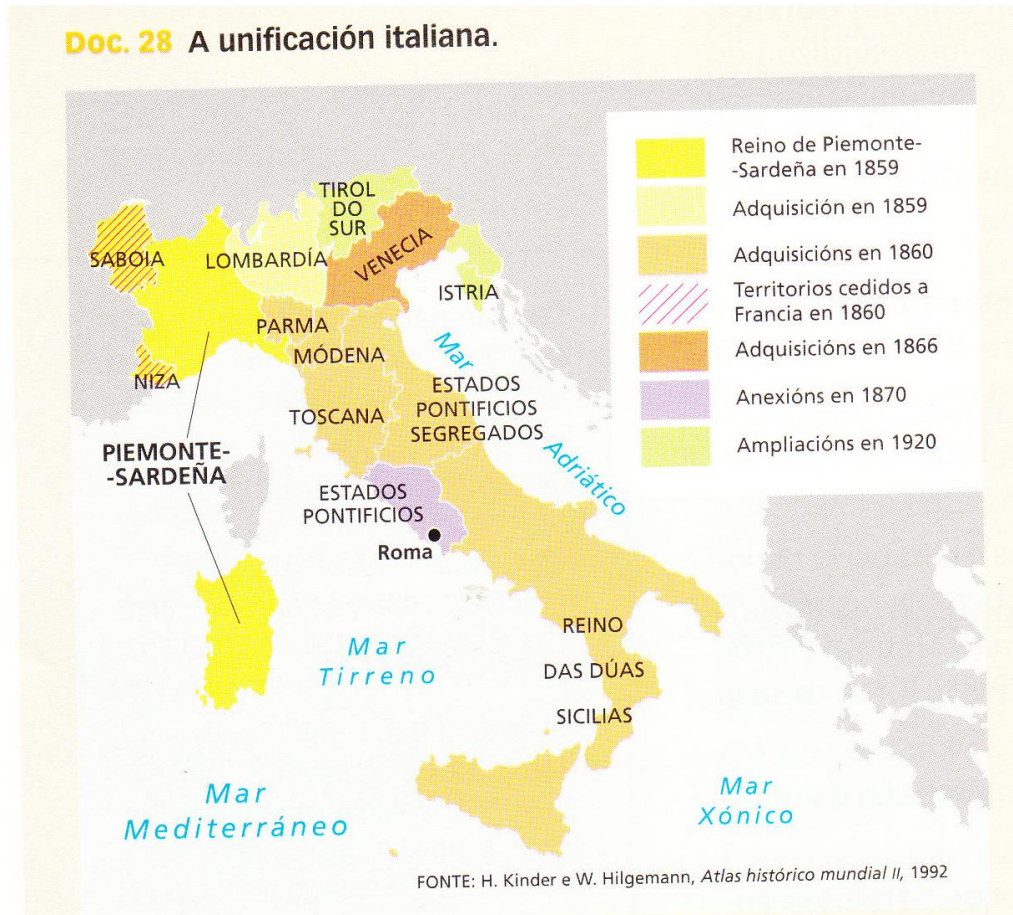 Doc. 28 A unificación italiana.
Reino de Piemonte-
-Sardeña en 1859
Adquisición en 1859
Adquisicións en 1860
Territorios cedidos a
Francia en 1860
Adquisicións en 1866
Anexións en 1870
Ampliacións en 1920
TIROL
DO
SUR
SABOIA
LOMBARDÍA
VENECIA
ISTRIA
PARMA
MÓDENA
NIZA
Mar
Adriático
ESTADOS
PONTIFICIOS
SEGREGADOS
TOSCANA
PIEMONTE-
-SARDEÑA
ESTADOS
PONTIFICIOS
Roma
REINO
DAS DÚAS
SICILIAS
Mar
Tirreno
Mar
Mediterráneo
Mar
Xónico
FONTE: H. Kinder e W. Hilgemann, Atlas histórico mundial II, 1992